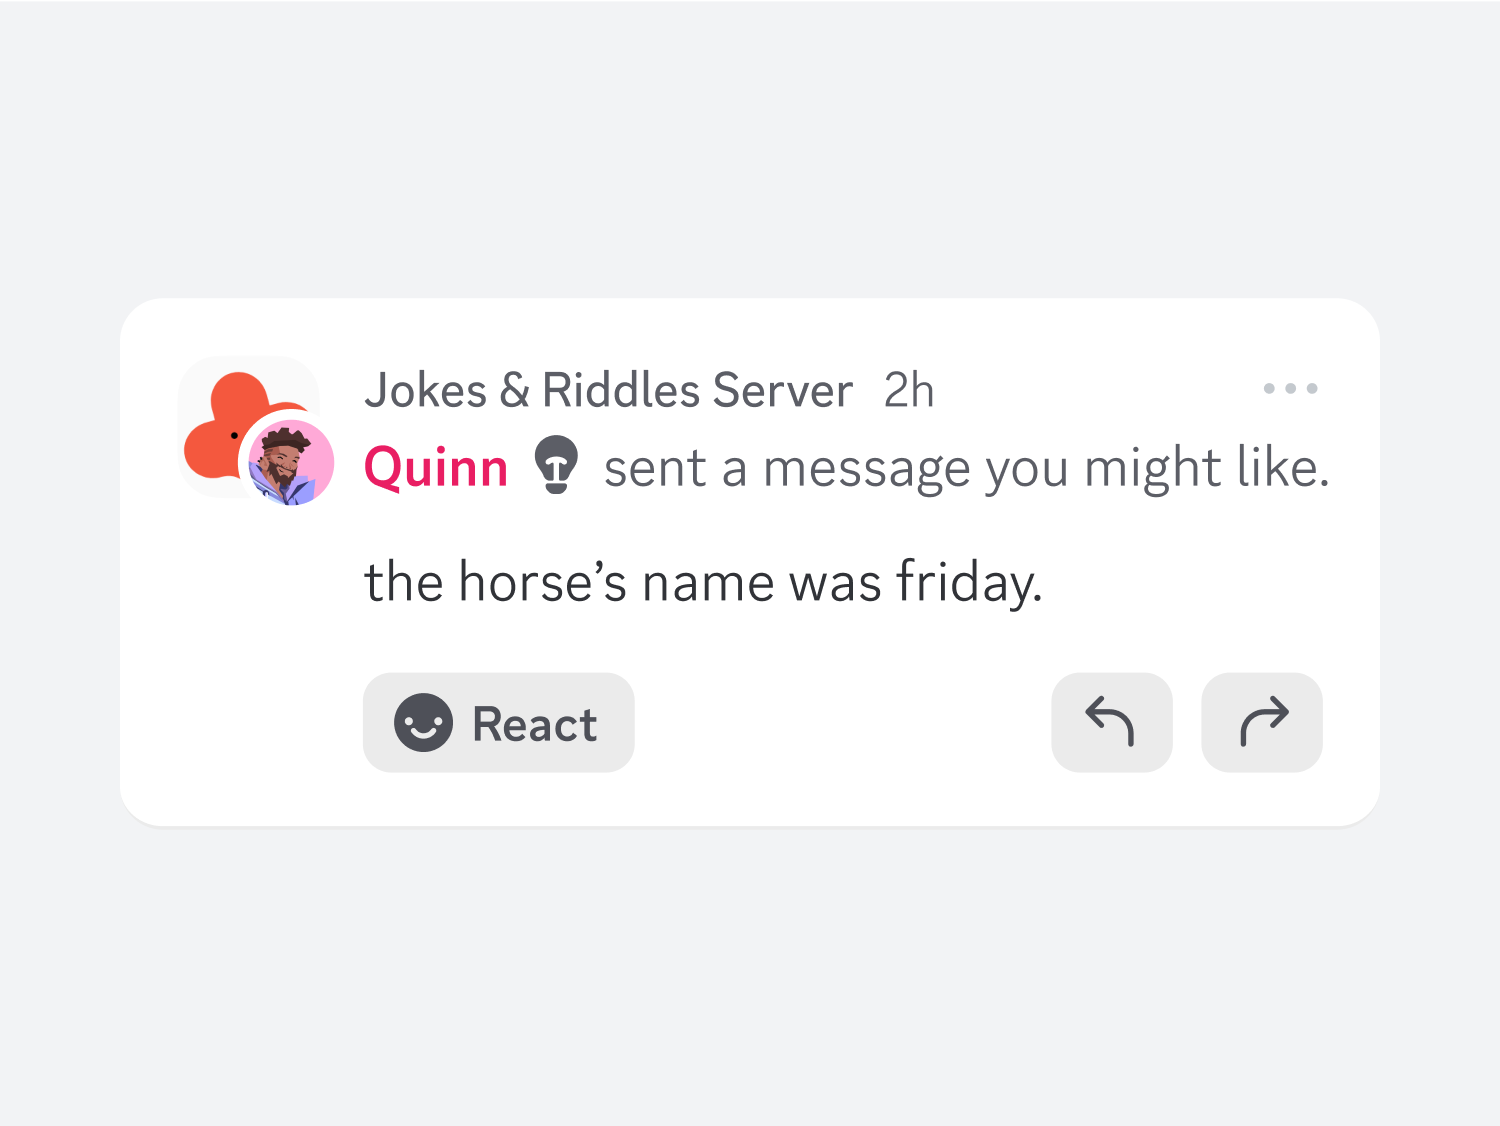 Jokes & Riddles Server 2h
Quinn sent a message you might like.
the horse’s name was friday.
React